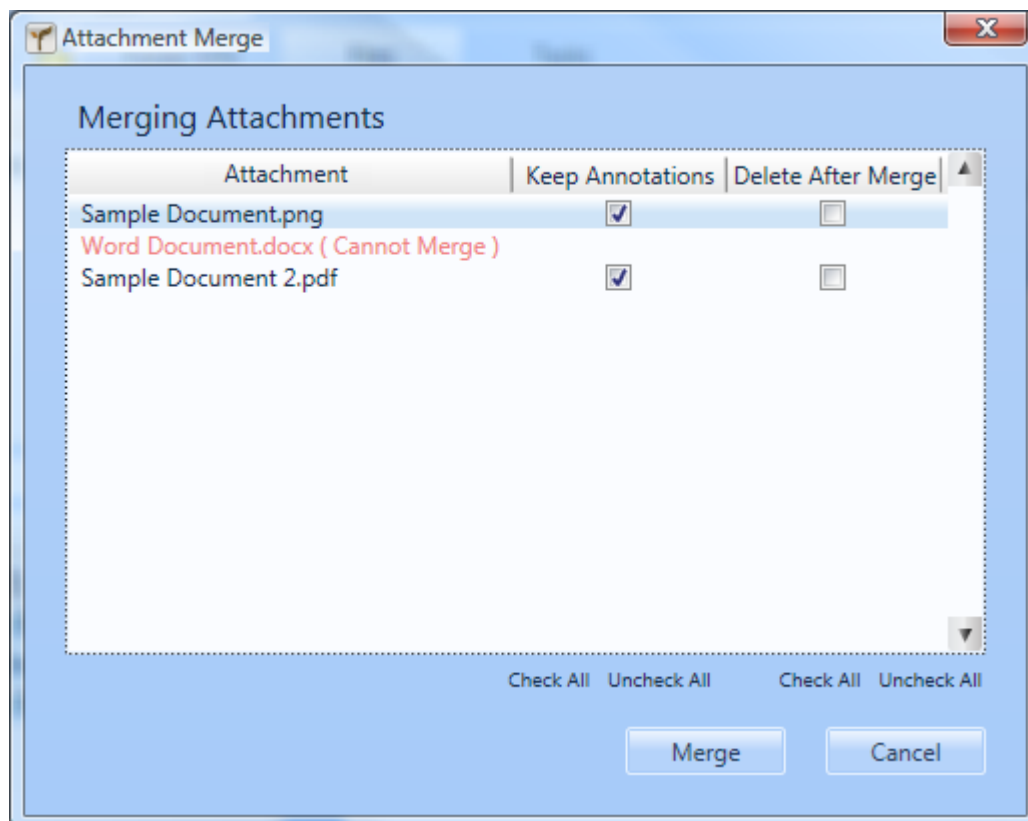 Attachment Merge
Merging Attachments
Attachment Keep Annotations Delete After Merge
Sample Document.png
Word Document.docx ( Cannot Merge )
Sample Document 2.pdf
Check All Uncheck All Check All Uncheck All
Merge Cancel